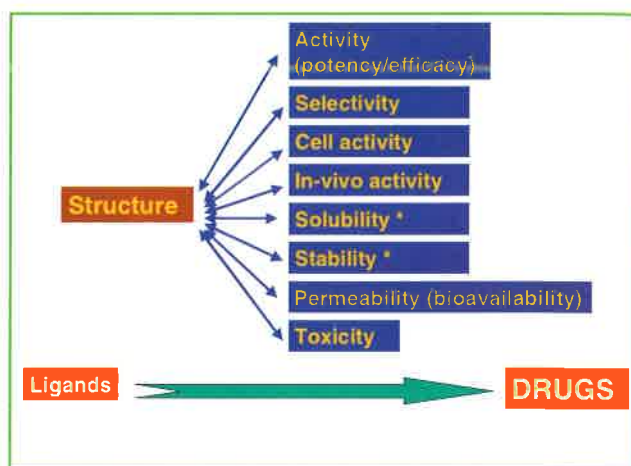 Activity
(potency/efficacy)
Selectivity
Cell activity
In-vivo activity
Structure
Solubility *
Stability *
Permeability (bioavailability)
Toxicity
Ligands
DRUGS